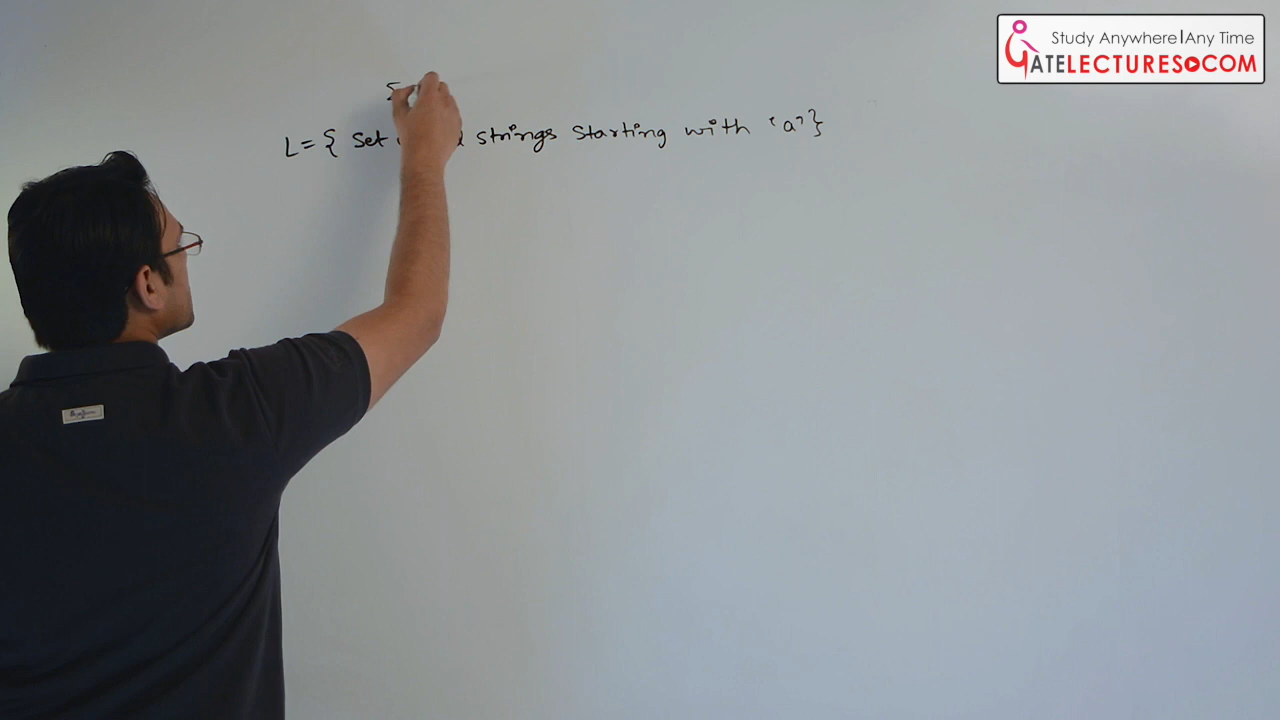 Study Anywhere|Any Time
GATELECTURES.COM
Σ
L = { Set strings Starting with 'a' }